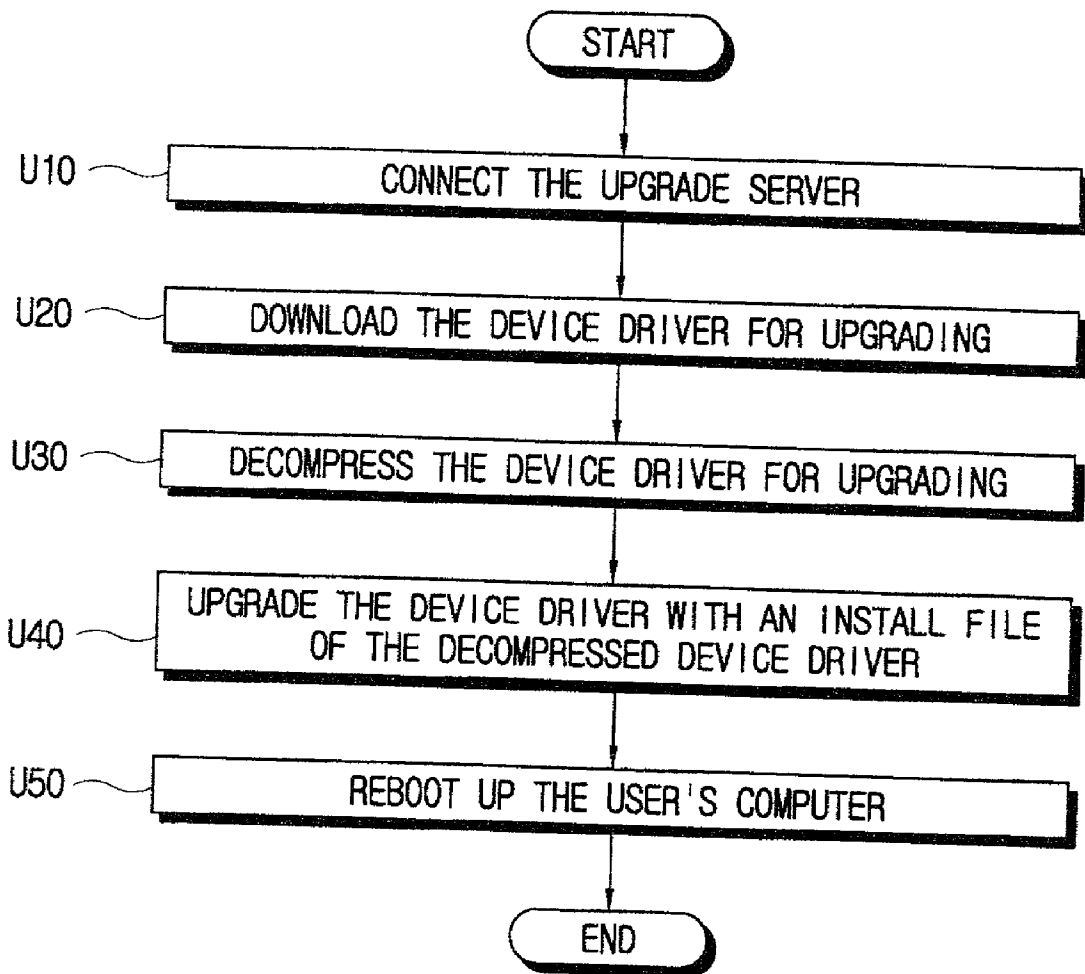 START
U10 CONNECT THE UPGRADE SERVER
U20 DOWNLOAD THE DEVICE DRIVER FOR UPGRADING
U30 DECOMPRESS THE DEVICE DRIVER FOR UPGRADING
U40 UPGRADE THE DEVICE DRIVER WITH AN INSTALL FILE
OF THE DECOMPRESSED DEVICE DRIVER
U50 REBOOT UP THE USER'S COMPUTER
END